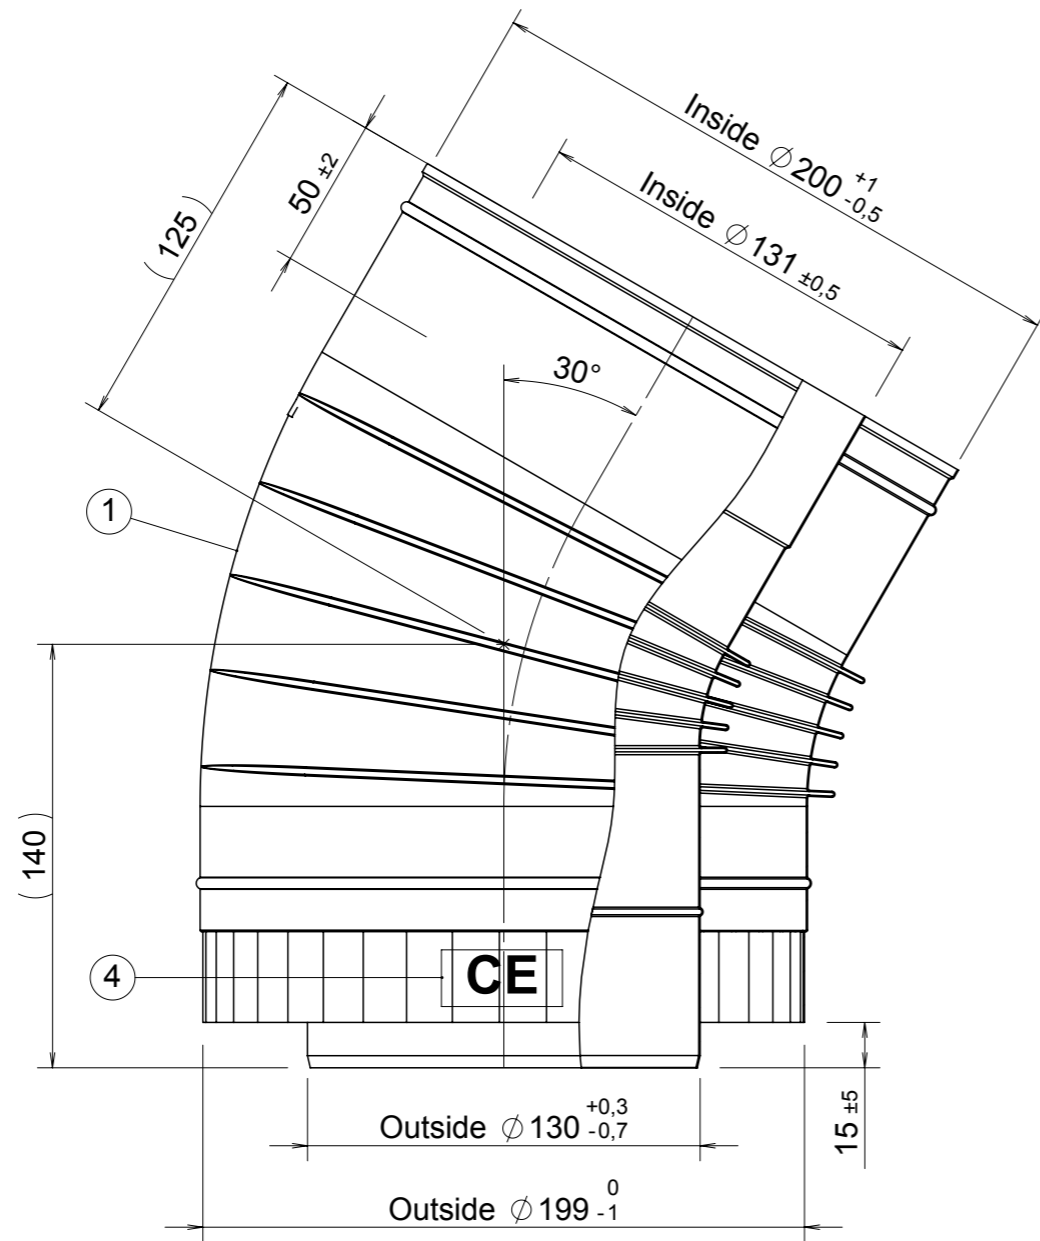 Inside ∅ 200 +1 -0,5
Inside ∅ 131 ±0,5
50 ±2
(125)
30°
1
(140)
4
CE
15 ±5
Outside ∅ 130 +0,3 -0,7
Outside ∅ 199 0 -1